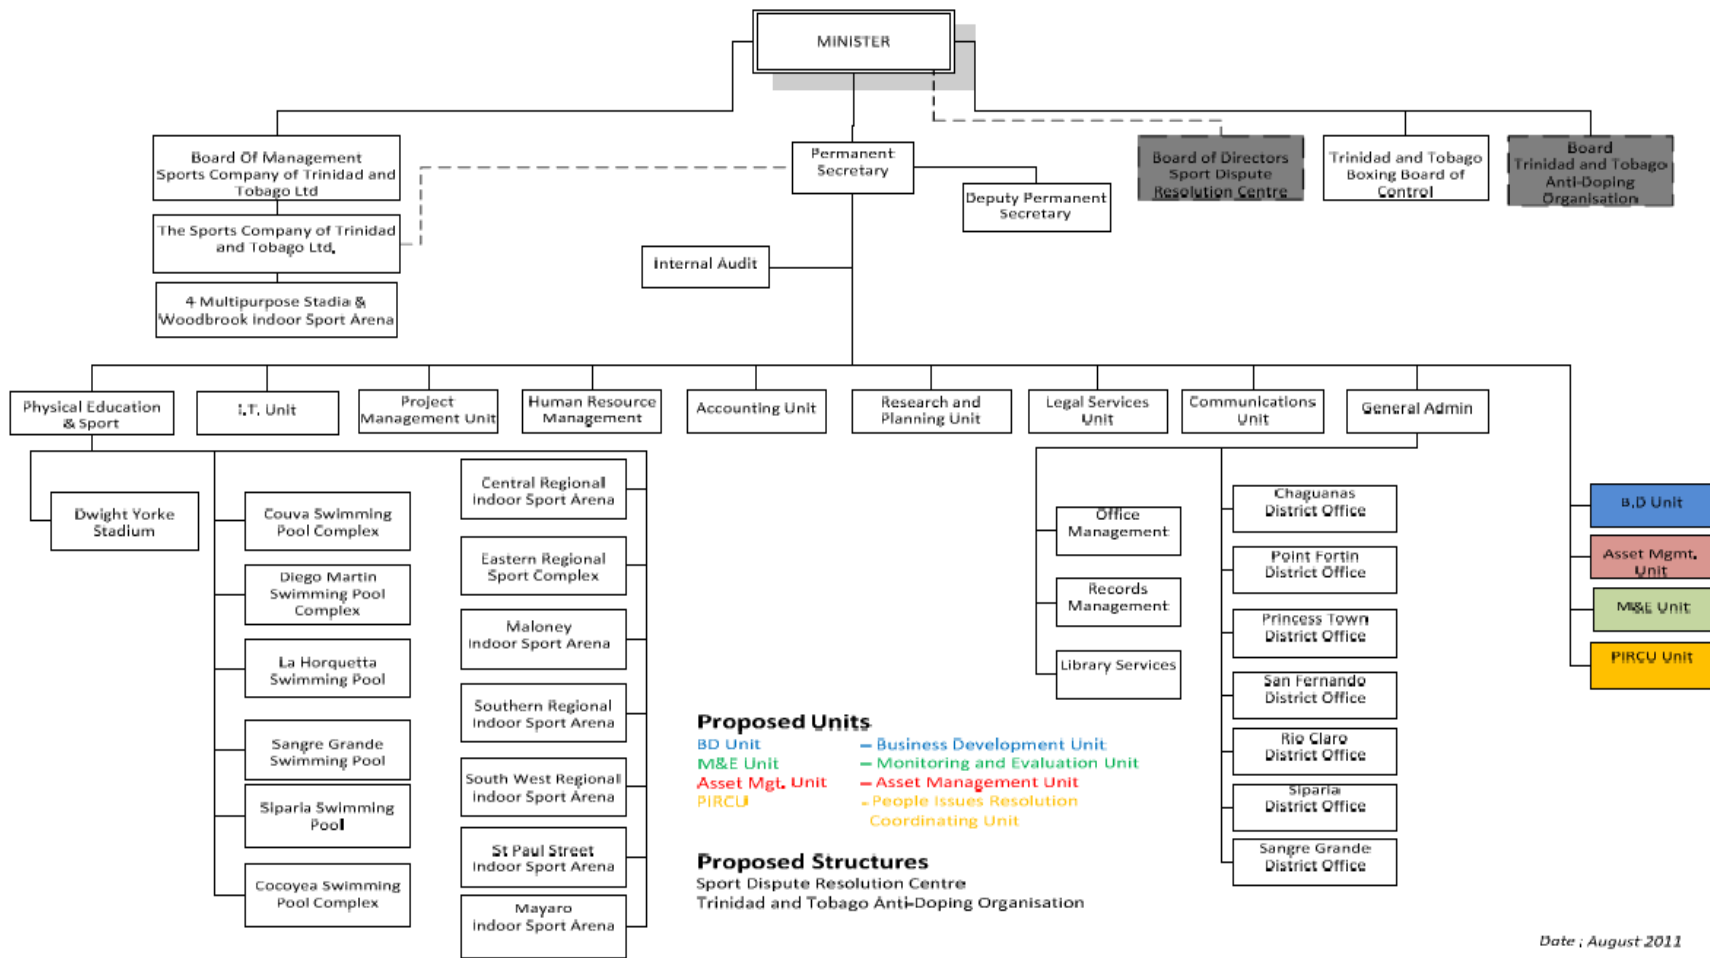 MINISTER
Board Of Management
Sports Company of Trinidad and
Tobago Ltd
Permanent
Secretary
Board of Directors
Sport Dispute
Resolution Centre
Trinidad and Tobago
Boxing Board of
Control
Board
Trinidad and Tobago
Anti-Doping
Organisation
Deputy Permanent
Secretary
The Sports Company of Trinidad
and Tobago Ltd.
Internal Audit
4 Multipurpose Stadia &
Woodbrook Indoor Sport Arena
Physical Education
& Sport
I.T. Unit
Project
Management Unit
Human Resource
Management
Accounting Unit
Research and
Planning Unit
Legal Services
Unit
Communications
Unit
General Admin
Dwight Yorke
Stadium
Couva Swimming
Pool Complex
Diego Martin
Swimming Pool
Complex
La Horquetta
Swimming Pool
Sangre Grande
Swimming Pool
Siparia Swimming
Pool
Cocoyea Swimming
Pool Complex
Central Regional
Indoor Sport Arena
Eastern Regional
Sport Complex
Maloney
Indoor Sport Arena
Southern Regional
Indoor Sport Arena
South West Regional
Indoor Sport Arena
St Paul Street
Indoor Sport Arena
Mayaro
Indoor Sport Arena
Office
Management
Records
Management
Library Services
Chaguanas
District Office
Point Fortin
District Office
Princess Town
District Office
San Fernando
District Office
Rio Claro
District Office
Siparia
District Office
Sangre Grande
District Office
B.D Unit
Asset Mgmt.
Unit
M&E Unit
PIRCU Unit
Proposed Units
BD Unit – Business Development Unit
M&E Unit – Monitoring and Evaluation Unit
Asset Mgt. Unit – Asset Management Unit
PIRCU - People Issues Resolution
Coordinating Unit
Proposed Structures
Sport Dispute Resolution Centre
Trinidad and Tobago Anti-Doping Organisation
Date ; August 2011